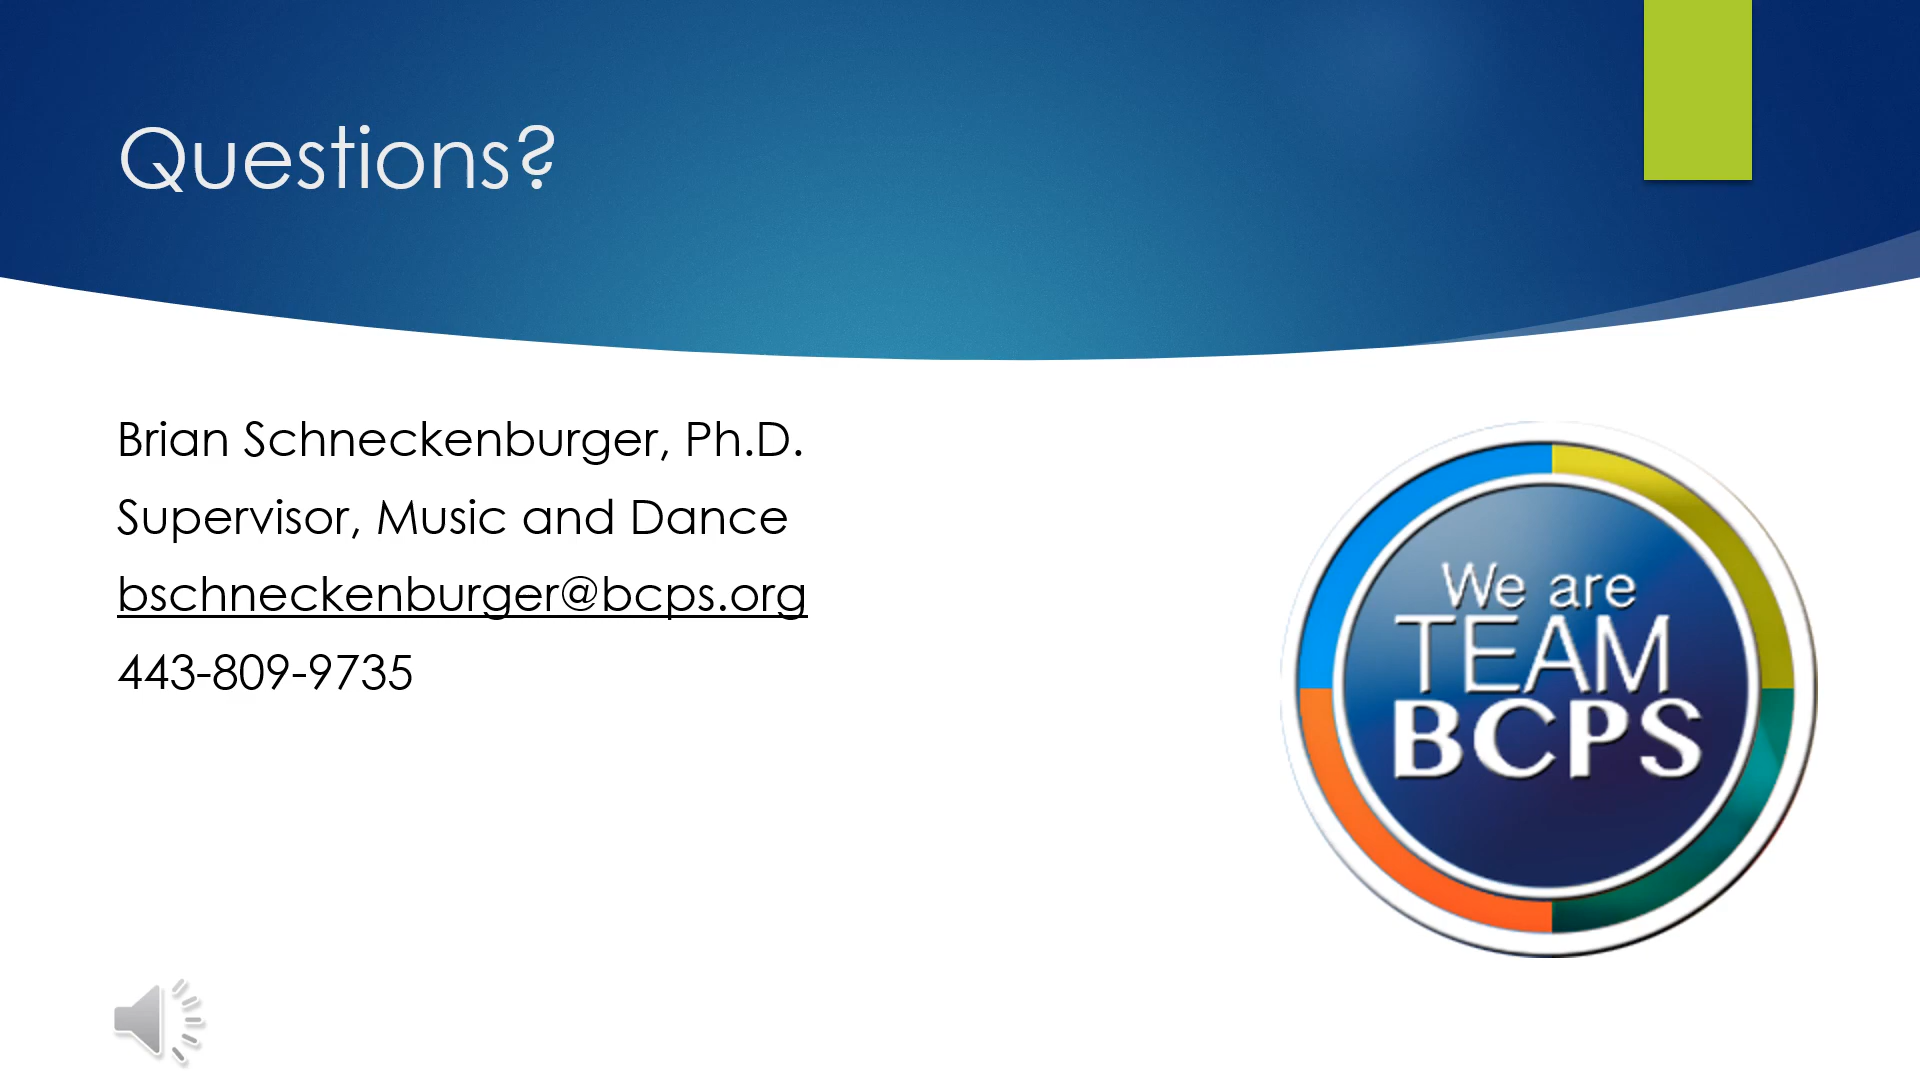 Questions?
Brian Schneckenburger, Ph.D.
Supervisor, Music and Dance
bschneckenburger@bcps.org
443-809-9735
We are
TEAM
BCPS